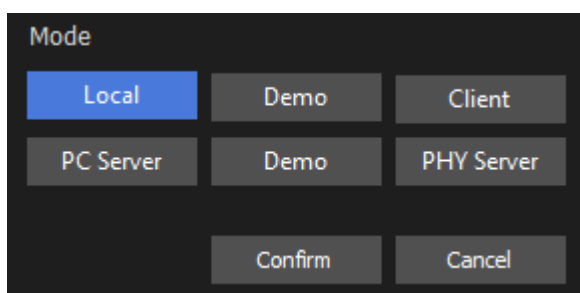 Mode
Local Demo Client
PC Server Demo PHY Server
Confirm Cancel